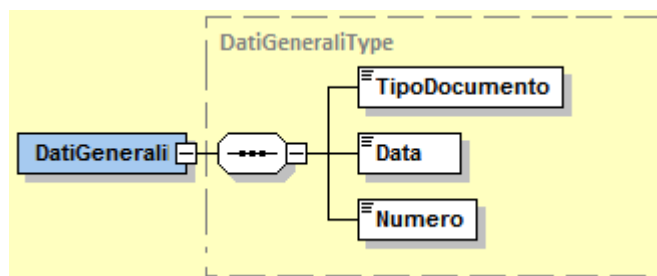 DatiGeneraliType
TipoDocumento
DatiGenerali
Data
Numero